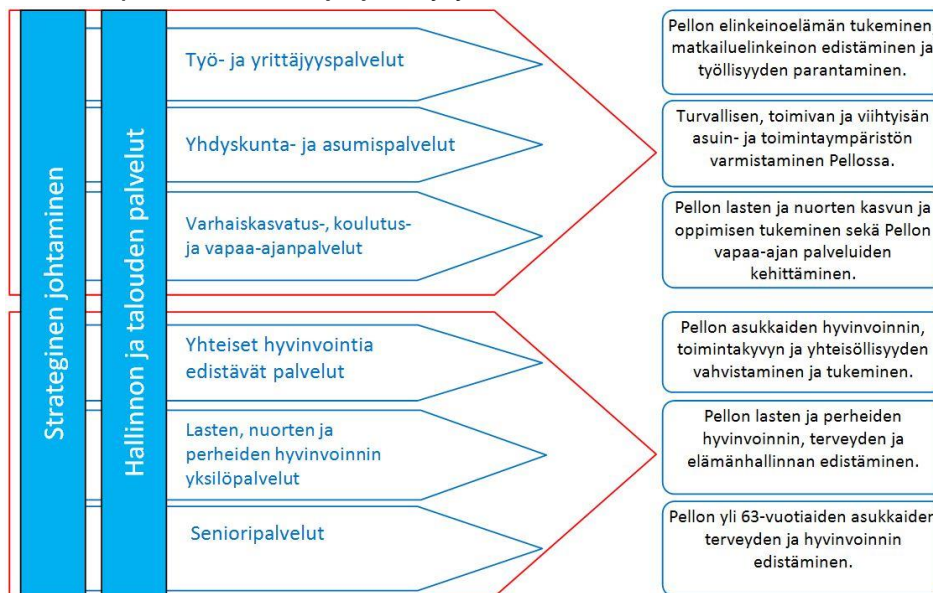 Strateginen johtaminen
Hallinnon ja talouden palvelut
Työ- ja yrittäjyyspalvelut
Pellon elinkeinoelämän tukeminen,
matkailuelinkeinon edistäminen ja
työllisyyden parantaminen.
Yhdyskunta- ja asumispalvelut
Turvallisen, toimivan ja viihtyisän
asuin- ja toimintaympäristön
varmistaminen Pellossa.
Varhaiskasvatus-, koulutus-
ja vapaa-ajanpalvelut
Pellon lasten ja nuorten kasvun ja
oppimisen tukeminen sekä Pellon
vapaa-ajan palveluiden
kehittäminen.
Yhteiset hyvinvointia
edistävät palvelut
Pellon asukkaiden hyvinvoinnin,
toimintakyvyn ja yhteisöllisyyden
vahvistaminen ja tukeminen.
Lasten, nuorten ja
perheiden hyvinvoinnin
yksilöpalvelut
Pellon lasten ja perheiden
hyvinvoinnin, terveyden ja
elämänhallinnan edistäminen.
Senioripalvelut
Pellon yli 63-vuotiaiden asukkaiden
terveyden ja hyvinvoinnin
edistäminen.